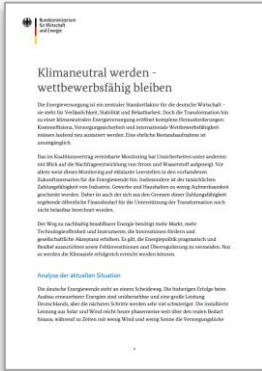 Bundesministerium
für Wirtschaft
und Energie
Klimaneutral werden -
wettbewerbsfähig bleiben
Die Energieversorgung ist ein zentraler Standortfaktor für die deutsche Wirtschaft –
sie steht für Verlässlichkeit, Stabilität und Belastbarkeit. Doch die Transformation hin
zu einer klimaneutralen Energieversorgung eröffnet komplexe Herausforderungen:
Kosteneffizienz, Versorgungssicherheit und internationale Wettbewerbsfähigkeit
müssen laufend neu austariert werden. Eine ehrliche Bestandsaufnahme ist
unumgänglich.
Das im Koalitionsvertrag vereinbarte Monitoring hat Unsicherheiten unter anderem
mit Blick auf die Nachfrageentwicklung von Strom und Wasserstoff aufgezeigt. Vor
allem weist dieses Monitoring auf eklatante Leerstellen in den vorhandenen
Zukunftsszenarien für die Energiewende hin. Insbesondere ist der tatsächlichen
Zahlungsfähigkeit von Industrie, Gewerbe und Haushalten zu wenig Aufmerksamkeit
geschenkt worden. Daher ist auch der sich aus den Grenzen dieser Zahlungsfähigkeit
ergebende öffentliche Finanzbedarf für die Unterstützung der Transformation noch
nicht belastbar berechnet worden.
Der Weg zu nachhaltig bezahlbarer Energie benötigt mehr Markt, mehr
Technologieoffenheit und Instrumente, die Innovationen fördern und
gesellschaftliche Akzeptanz erhöhen. Es gilt, die Energiepolitik pragmatisch und
flexibel auszurichten sowie Fehlinvestitionen und Überregulierung zu vermeiden. Nur
so werden die Klimaziele erfolgreich erreicht werden können.
Analyse der aktuellen Situation
Die deutsche Energiewende steht an einem Scheideweg. Die bisherigen Erfolge beim
Ausbau erneuerbarer Energien sind unübersehbar und eine große Leistung
Deutschlands, aber die nächsten Schritte werden sehr viel schwieriger: Die installierte
Leistung aus Solar und Wind reicht heute phasenweise weit über den realen Bedarf
hinaus, während zu Zeiten mit wenig Wind und wenig Sonne die Versorgungslücke